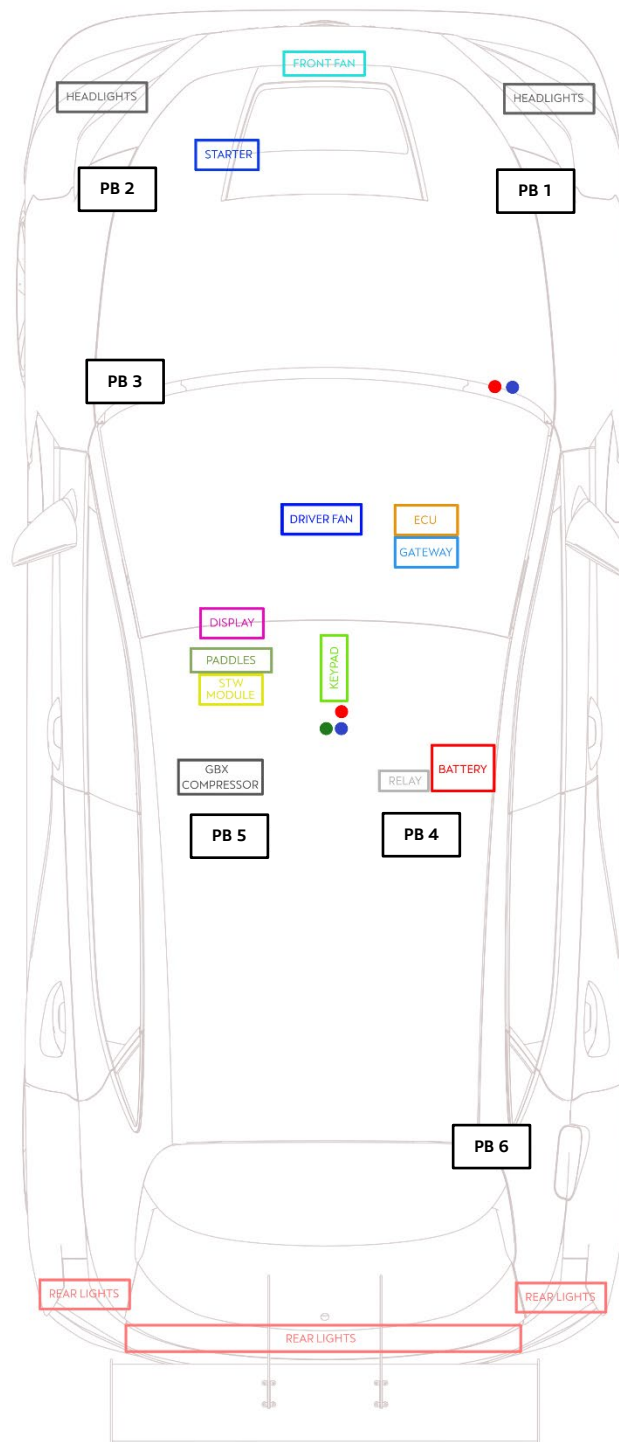 FRONT FAN
HEADLIGHTS
HEADLIGHTS
STARTER
PB 2
PB 1
PB 3
DRIVER FAN
ECU
GATEWAY
DISPLAY
PADDLES
STW
MODULE
KEYPAD
GBX
COMPRESSOR
BATTERY
RELAY
PB 5
PB 4
PB 6
REAR LIGHTS
REAR LIGHTS
REAR LIGHTS